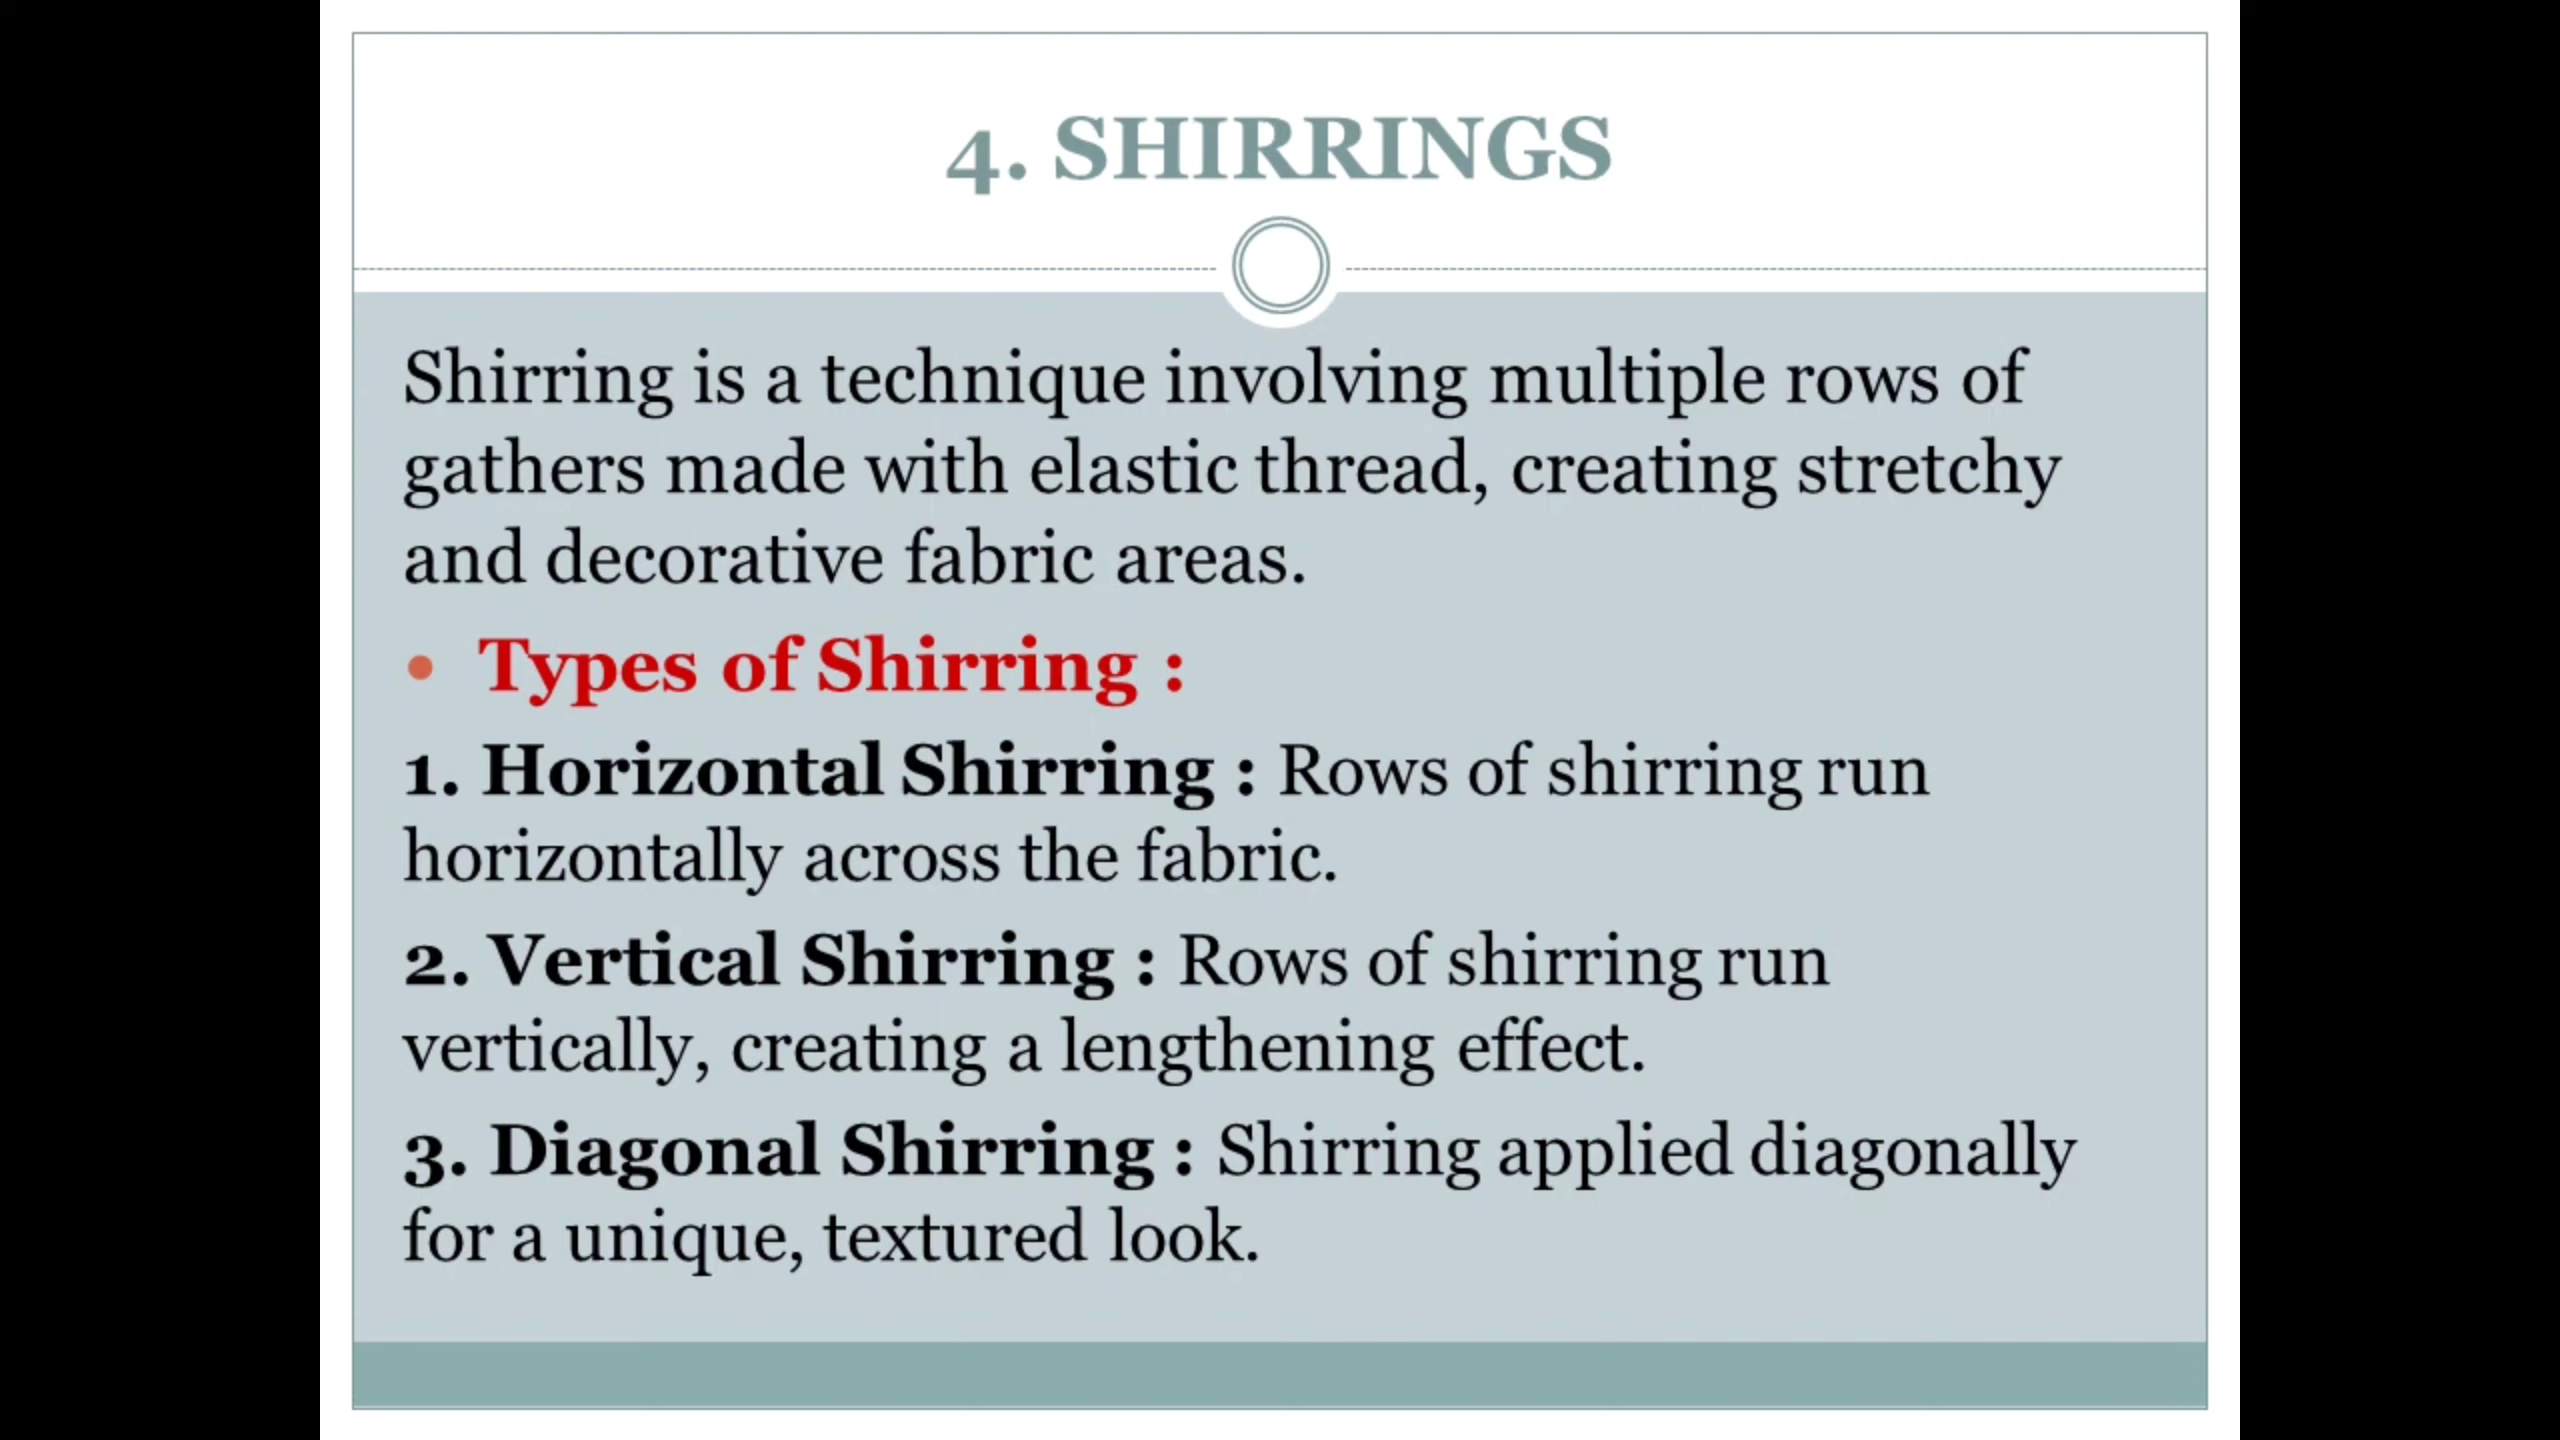 4. SHIRRINGS
Shirring is a technique involving multiple rows of
gathers made with elastic thread, creating stretchy
and decorative fabric areas.
• Types of Shirring :
1. Horizontal Shirring : Rows of shirring run
horizontally across the fabric.
2. Vertical Shirring : Rows of shirring run
vertically, creating a lengthening effect.
3. Diagonal Shirring : Shirring applied diagonally
for a unique, textured look.